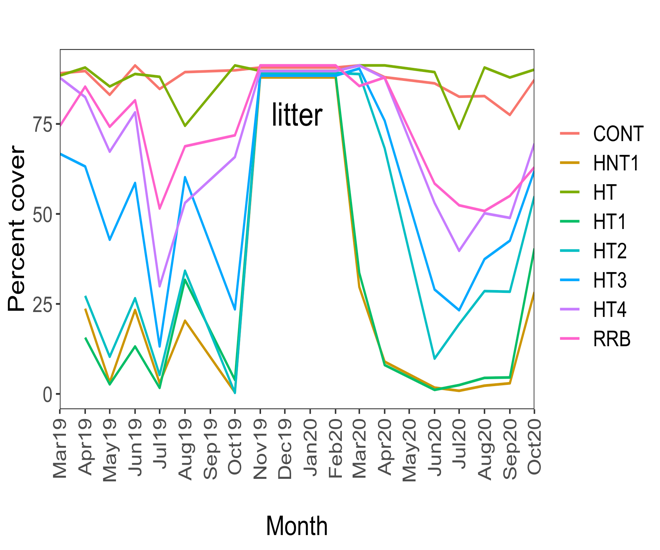 litter
Percent cover
75
50
25
0
Mar19
Apr19
May19
Jun19
Jul19
Aug19
Sep19
Oct19
Nov19
Dec19
Jan20
Feb20
Mar20
Apr20
May20
Jun20
Jul20
Aug20
Sep20
Oct20
Month
CONT
HNT1
HT
HT1
HT2
HT3
HT4
RRB